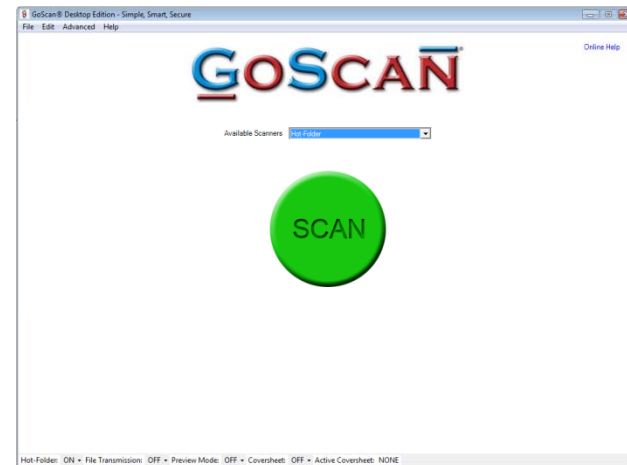 GoScan® Desktop Edition - Simple, Smart, Secure
File Edit Advanced Help
GOSCAN®
Online Help
Available Scanners Hot-Folder
SCAN
Hot-Folder: ON File Transmission: OFF Preview Mode: OFF Coversheet: OFF Active Coversheet: NONE